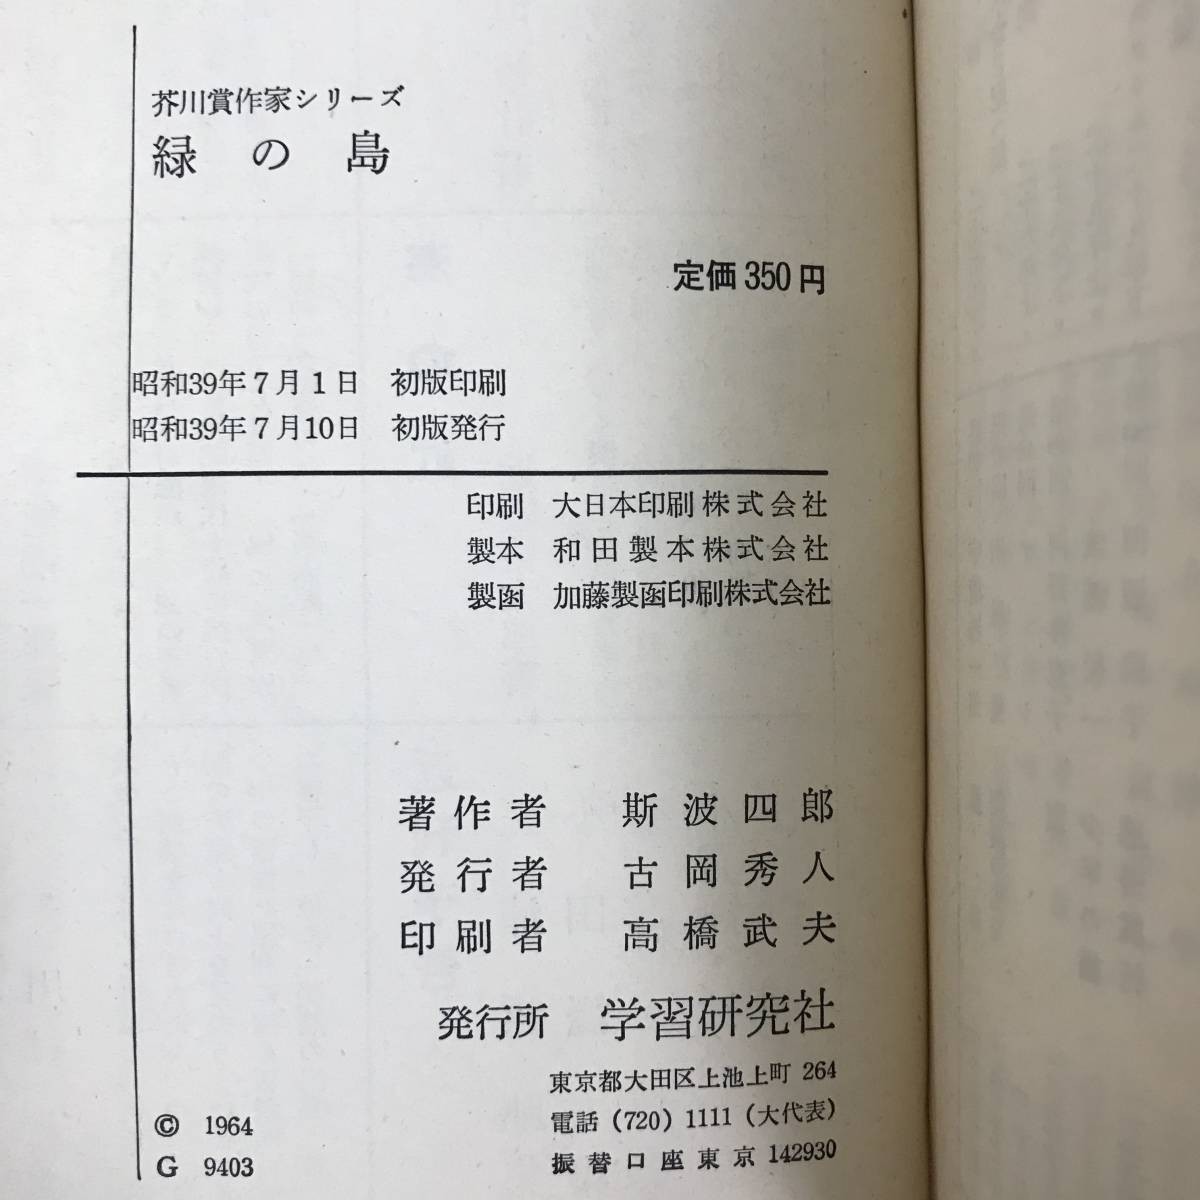 芥川賞作家シリーズ
緑の島
定価350円
昭和39年7月1日 初版印刷
昭和39年7月10日 初版発行
印刷 大日本印刷株式会社
製本 和田製本株式会社
製函 加藤製函印刷株式会社
著作者 斯波四郎
発行者 古岡秀人
印刷者 高橋武夫
発行所 学習研究社
東京都大田区上池上町 264
電話 (720) 1111 (大代表)
振替口座東京 142930
© 1964
G 9403